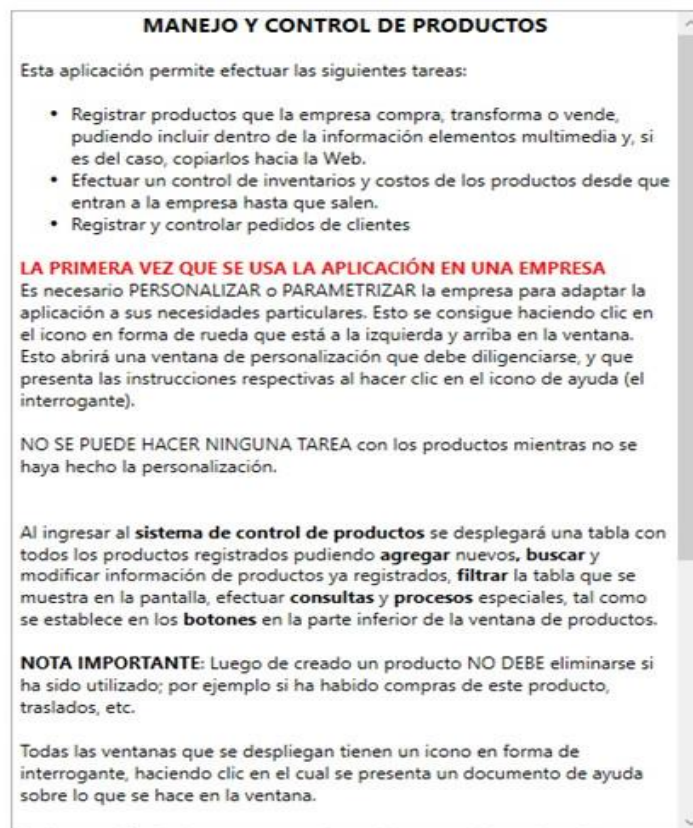 MANEJO Y CONTROL DE PRODUCTOS
Esta aplicación permite efectuar las siguientes tareas:
• Registrar productos que la empresa compra, transforma o vende,
pudiendo incluir dentro de la información elementos multimedia y, si
es del caso, copiarlos hacia la Web.
• Efectuar un control de inventarios y costos de los productos desde que
entran a la empresa hasta que salen.
• Registrar y controlar pedidos de clientes
LA PRIMERA VEZ QUE SE USA LA APLICACIÓN EN UNA EMPRESA
Es necesario PERSONALIZAR o PARAMETRIZAR la empresa para adaptar la
aplicación a sus necesidades particulares. Esto se consigue haciendo clic en
el icono en forma de rueda que está a la izquierda y arriba en la ventana.
Esto abrirá una ventana de personalización que debe diligenciarse, y que
presenta las instrucciones respectivas al hacer clic en el icono de ayuda (el
interrogante).
NO SE PUEDE HACER NINGUNA TAREA con los productos mientras no se
haya hecho la personalización.
Al ingresar al sistema de control de productos se desplegará una tabla con
todos los productos registrados pudiendo agregar nuevos, buscar y
modificar información de productos ya registrados, filtrar la tabla que se
muestra en la pantalla, efectuar consultas y procesos especiales, tal como
se establece en los botones en la parte inferior de la ventana de productos.
NOTA IMPORTANTE: Luego de creado un producto NO DEBE eliminarse si
ha sido utilizado; por ejemplo si ha habido compras de este producto,
traslados, etc.
Todas las ventanas que se despliegan tienen un icono en forma de
interrogante, haciendo clic en el cual se presenta un documento de ayuda
sobre lo que se hace en la ventana.